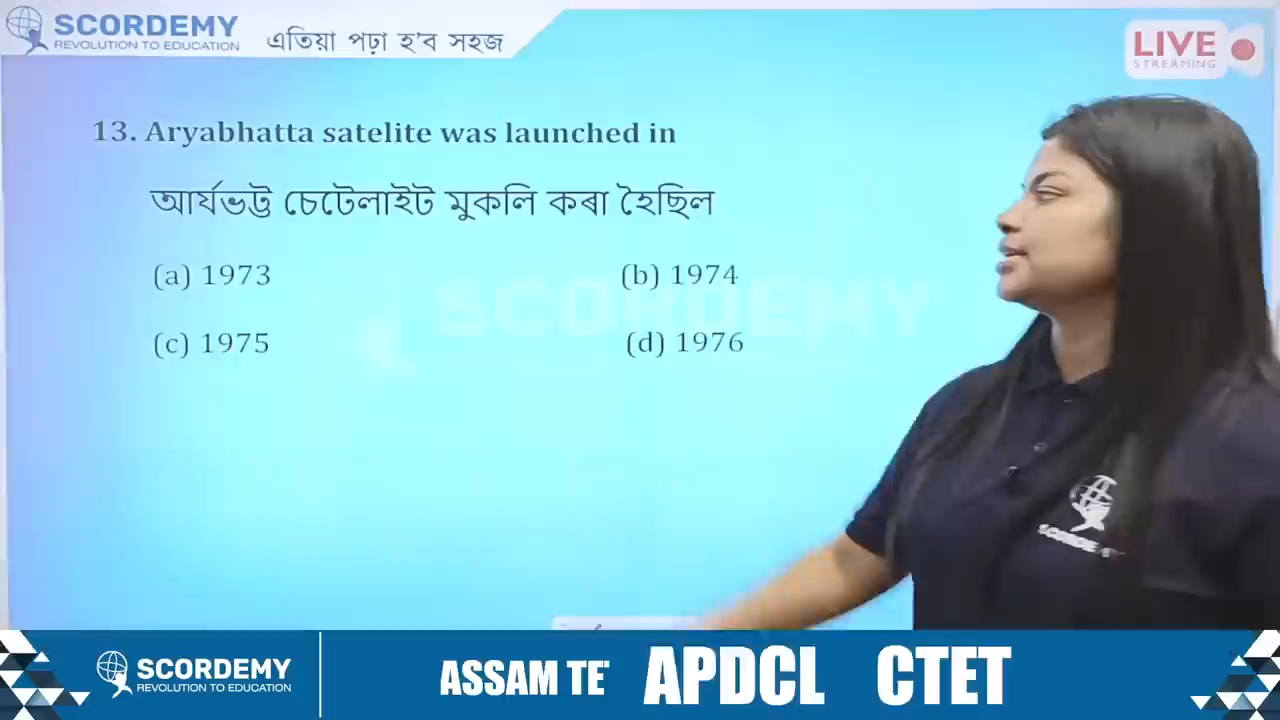 SCORDEMY
REVOLUTION TO EDUCATION
এতিয়া পঢ়া হ'ব সহজ
LIVE
STREAMING
13. Aryabhatta satelite was launched in
আৰ্যভট্ট চেটেলাইট মুকলি কৰা হৈছিল
(a) 1973 (b) 1974
(c) 1975 (d) 1976
SCORDEMY
SCORDEMY
REVOLUTION TO EDUCATION
ASSAM TE APDCL CTET